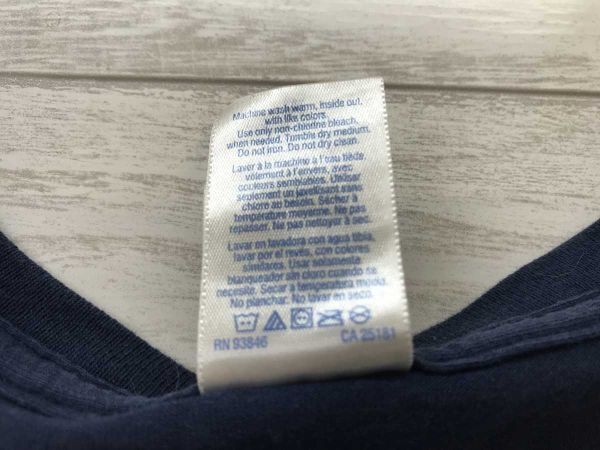 Machine wash warm, inside out,
with like colors.
Use only non-chlorine bleach,
when needed. Tumble dry medium.
Do not iron. Do not dry clean.
Laver à la machine à l'eau tiède,
vêtement à l'envers, avec
couleurs semblables. Utiliser
seulement un javellisant sans
chlore au besoin. Sécher à
température moyenne. Ne pas
repasser. Ne pas nettoyer à sec.
Lavar en lavadora con agua tibia,
lavar por el revés, con colores
similares. Usar solamente
blanqueador sin cloro cuando se
necesite. Secar a temperatura media.
No planchar. No lavar en seco.
RN 93846 CA 25181